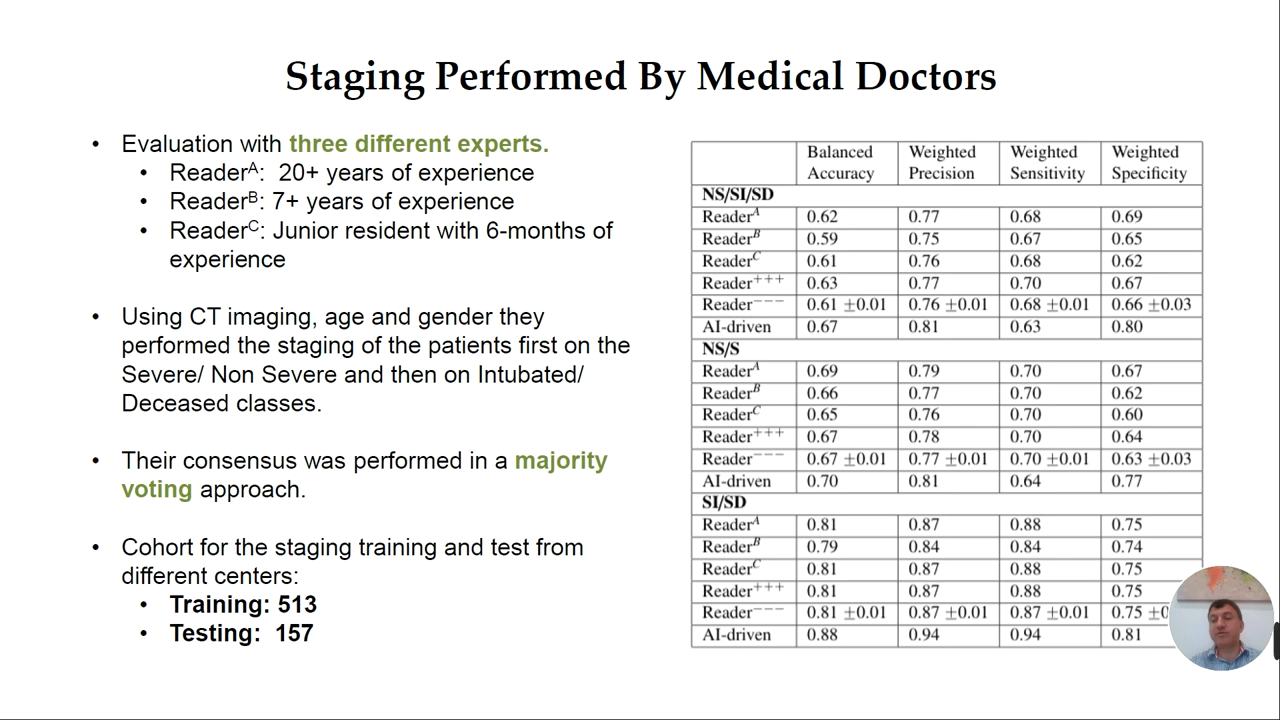 Staging Performed By Medical Doctors
• Evaluation with three different experts.
• Reader^A: 20+ years of experience
• Reader^B: 7+ years of experience
• Reader^C: Junior resident with 6-months of
experience
• Using CT imaging, age and gender they
performed the staging of the patients first on the
Severe/ Non Severe and then on Intubated/
Deceased classes.
• Their consensus was performed in a majority
voting approach.
• Cohort for the staging training and test from
different centers:
• Training: 513
• Testing: 157
Balanced Accuracy Weighted Precision Weighted Sensitivity Weighted Specificity
NS/SI/SD
Reader^A 0.62 0.77 0.68 0.69
Reader^B 0.59 0.75 0.67 0.65
Reader^C 0.61 0.76 0.68 0.62
Reader^+++ 0.63 0.77 0.70 0.67
Reader^−−− 0.61 ±0.01 0.76 ±0.01 0.68 ±0.01 0.66 ±0.03
AI-driven 0.67 0.81 0.63 0.80
NS/S
Reader^A 0.69 0.79 0.70 0.67
Reader^B 0.66 0.77 0.70 0.62
Reader^C 0.65 0.76 0.70 0.60
Reader^+++ 0.67 0.78 0.70 0.64
Reader^−−− 0.67 ±0.01 0.77 ±0.01 0.70 ±0.01 0.63 ±0.03
AI-driven 0.70 0.81 0.64 0.77
SI/SD
Reader^A 0.81 0.87 0.88 0.75
Reader^B 0.79 0.84 0.84 0.74
Reader^C 0.81 0.87 0.88 0.75
Reader^+++ 0.81 0.87 0.88 0.75
Reader^−−− 0.81 ±0.01 0.87 ±0.01 0.87 ±0.01 0.75
AI-driven 0.88 0.94 0.94 0.81